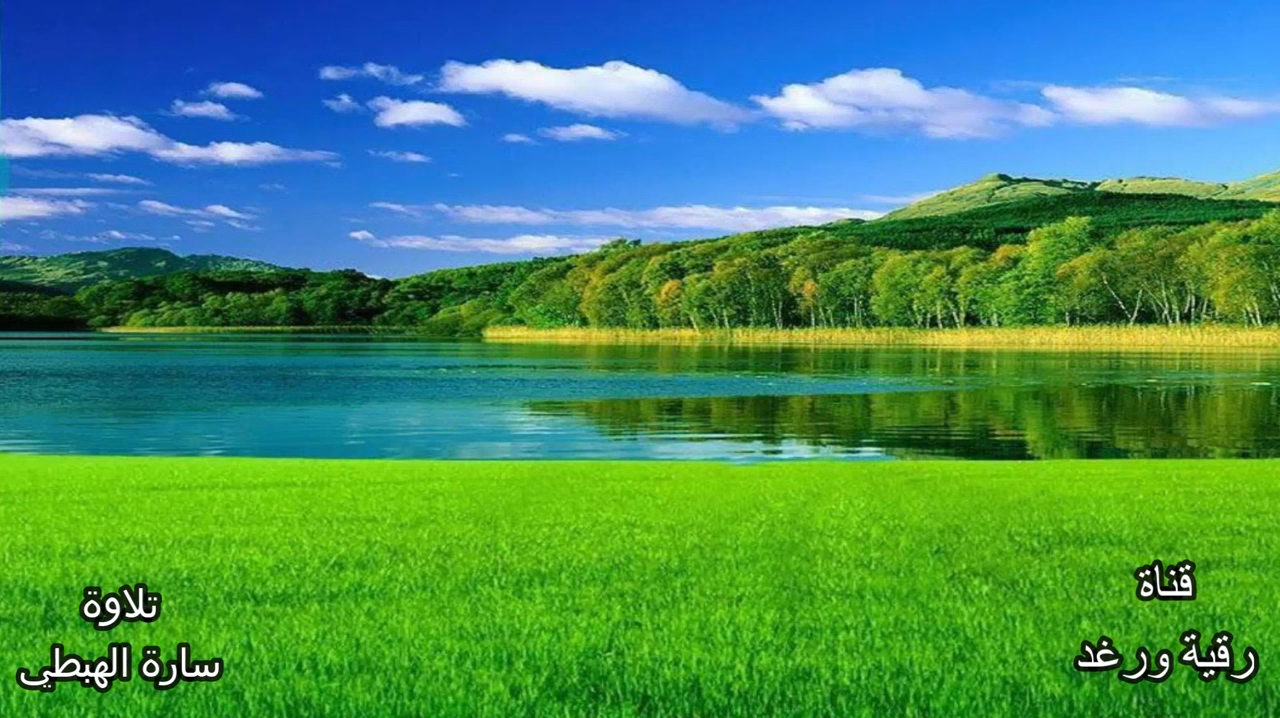 قناة
رقية ورغد
تلاوة
سارة الهبطي